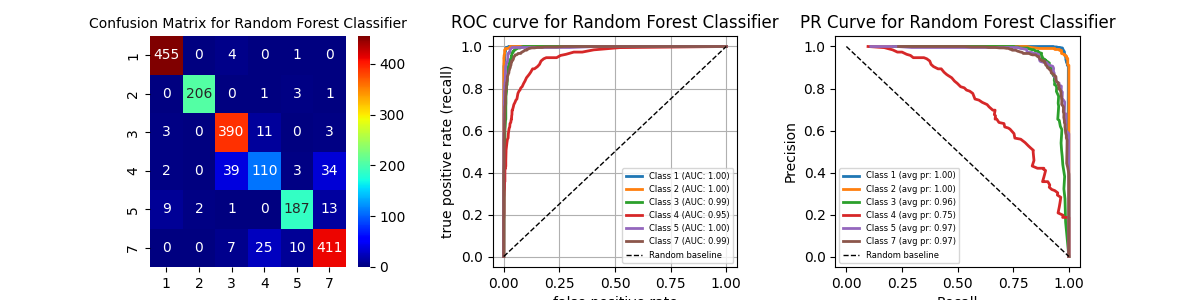 Confusion Matrix for Random Forest Classifier
1 455 0 4 0 1 0
2 0 206 0 1 3 1
3 3 0 390 11 0 3
4 2 0 39 110 3 34
5 9 2 1 0 187 13
7 0 0 7 25 10 411
1 2 3 4 5 7
400
300
200
100
0
ROC curve for Random Forest Classifier
true positive rate (recall)
1.0
0.8
0.6
0.4
0.2
0.0
Class 1 (AUC: 1.00)
Class 2 (AUC: 1.00)
Class 3 (AUC: 0.99)
Class 4 (AUC: 0.95)
Class 5 (AUC: 1.00)
Class 7 (AUC: 0.99)
Random baseline
0.00 0.25 0.50 0.75 1.00
false positive rate
PR Curve for Random Forest Classifier
Precision
1.0
0.8
0.6
0.4
0.2
0.0
Class 1 (avg pr: 1.00)
Class 2 (avg pr: 1.00)
Class 3 (avg pr: 0.96)
Class 4 (avg pr: 0.75)
Class 5 (avg pr: 0.97)
Class 7 (avg pr: 0.97)
Random baseline
0.00 0.25 0.50 0.75 1.00
Recall